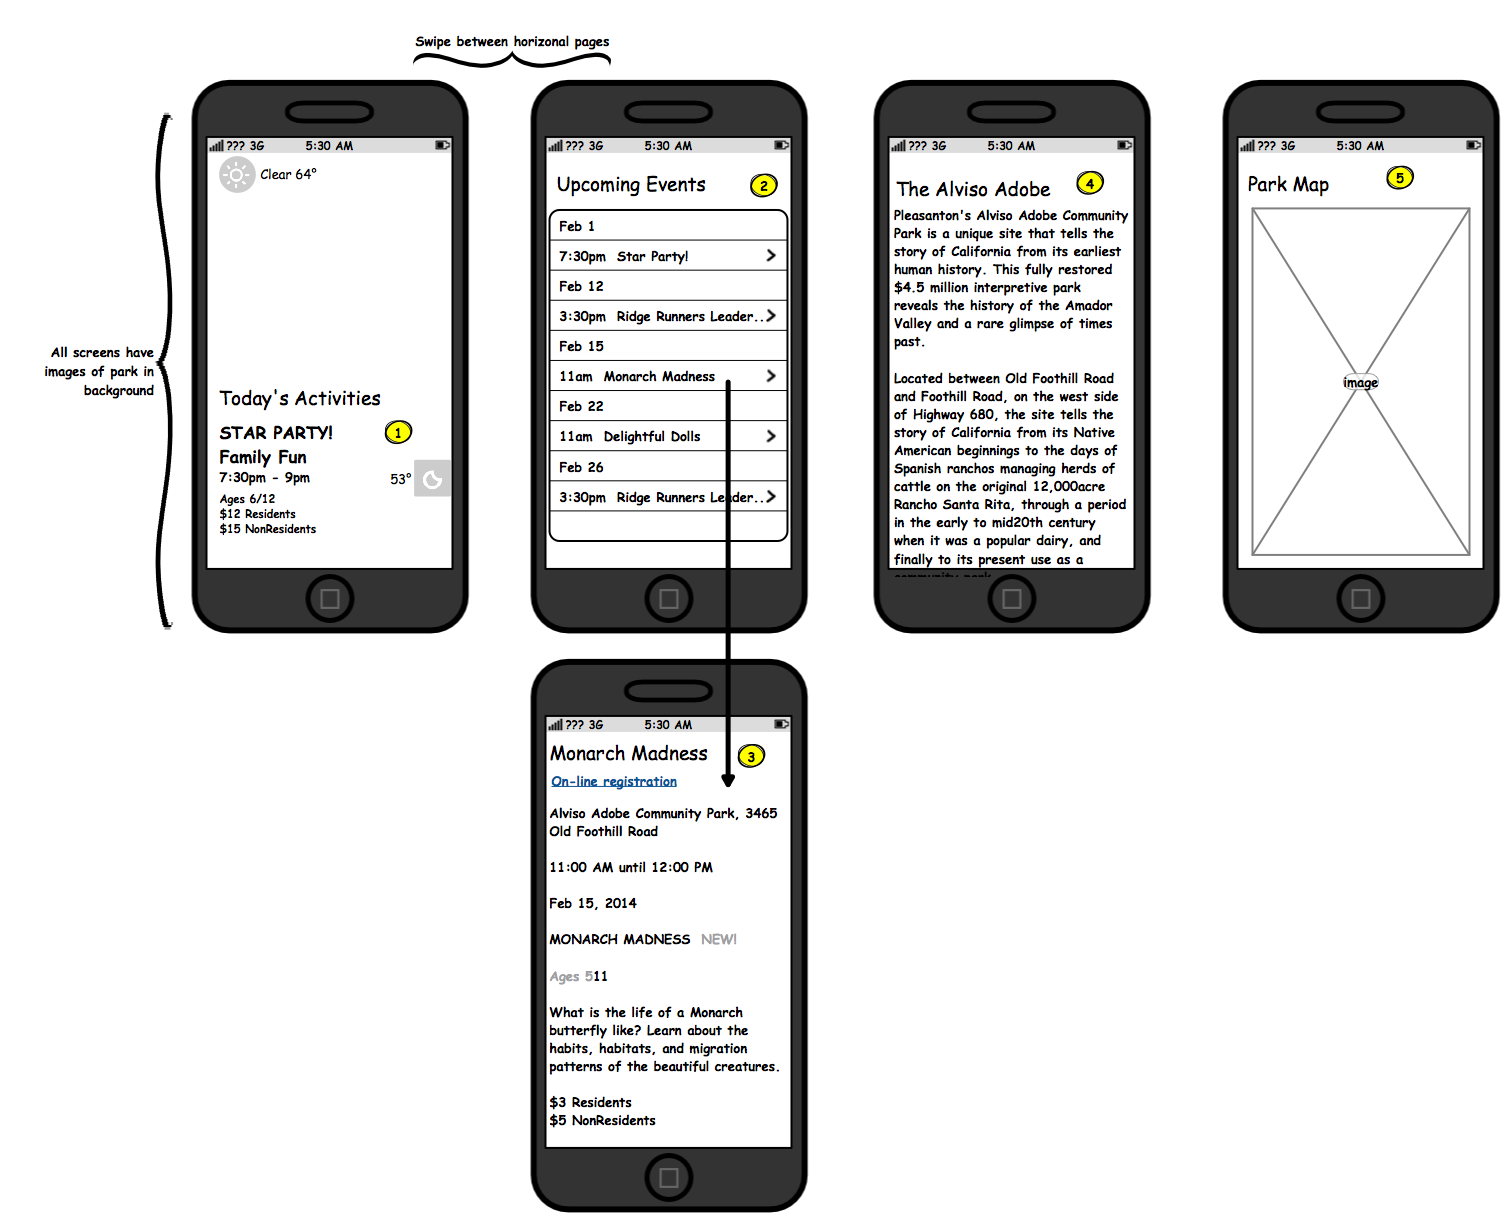 Swipe between horizonal pages
All screens have
images of park in
background
??? 3G 5:30 AM
Clear 64°
Today's Activities
STAR PARTY!
1
Family Fun
7:30pm - 9pm
53°
Ages 6/12
$12 Residents
$15 NonResidents
??? 3G 5:30 AM
Upcoming Events
2
Feb 1
7:30pm Star Party!
Feb 12
3:30pm Ridge Runners Leader..
Feb 15
11am Monarch Madness
Feb 22
11am Delightful Dolls
Feb 26
3:30pm Ridge Runners Leader..
??? 3G 5:30 AM
The Alviso Adobe
4
Pleasanton's Alviso Adobe Community
Park is a unique site that tells the
story of California from its earliest
human history. This fully restored
$4.5 million interpretive park
reveals the history of the Amador
Valley and a rare glimpse of times
past.
Located between Old Foothill Road
and Foothill Road, on the west side
of Highway 680, the site tells the
story of California from its Native
American beginnings to the days of
Spanish ranchos managing herds of
cattle on the original 12,000acre
Rancho Santa Rita, through a period
in the early to mid20th century
when it was a popular dairy, and
finally to its present use as a
community park
??? 3G 5:30 AM
Park Map
5
image
??? 3G 5:30 AM
Monarch Madness
3
On-line registration
Alviso Adobe Community Park, 3465
Old Foothill Road
11:00 AM until 12:00 PM
Feb 15, 2014
MONARCH MADNESS NEW!
Ages 511
What is the life of a Monarch
butterfly like? Learn about the
habits, habitats, and migration
patterns of the beautiful creatures.
$3 Residents
$5 NonResidents